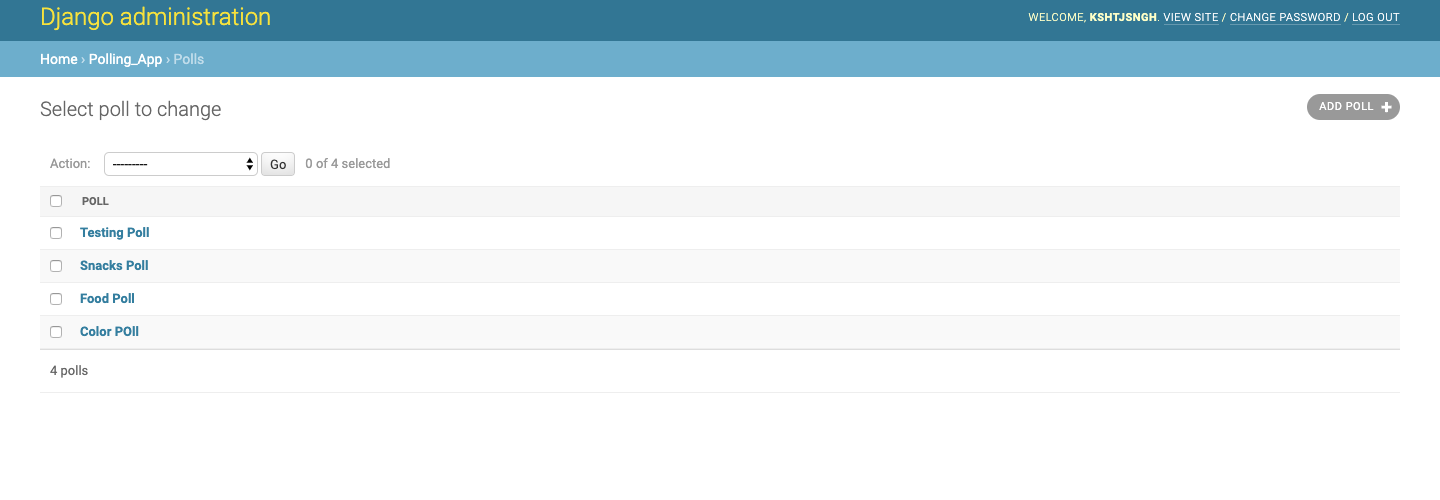 Django administration
WELCOME, KSHTJSNGH. VIEW SITE / CHANGE PASSWORD / LOG OUT
Home › Polling_App › Polls
Select poll to change
ADD POLL +
Action: --------- Go 0 of 4 selected
POLL
Testing Poll
Snacks Poll
Food Poll
Color POll
4 polls